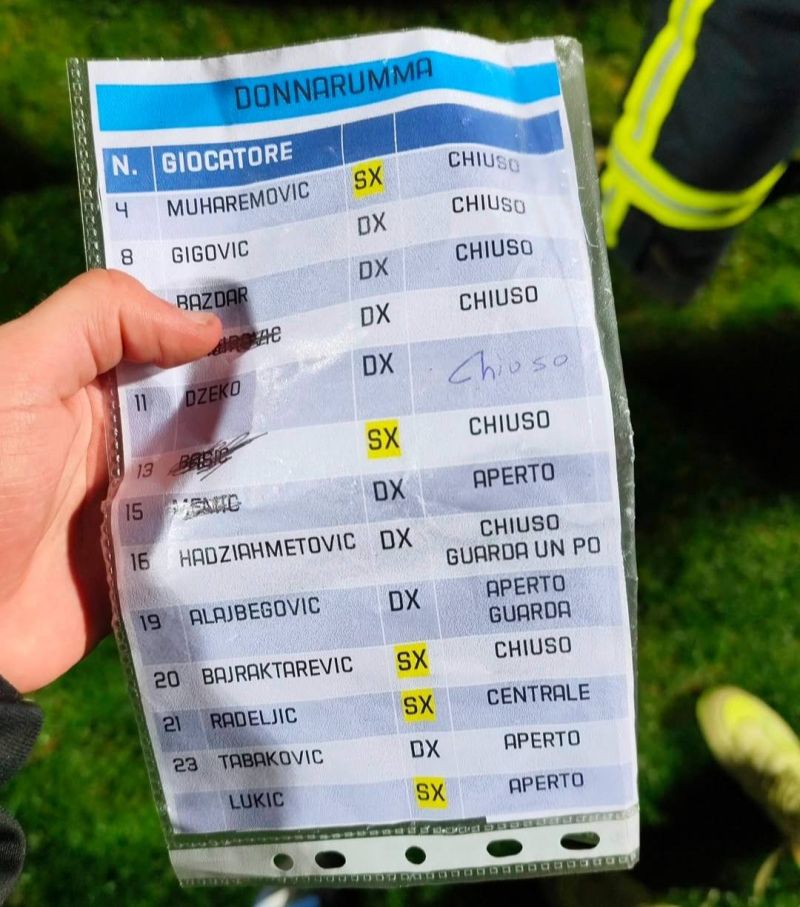 DONNARUMMA
N. GIOCATORE
4 MUHAREMOVIC SX CHIUSO
8 GIGOVIC DX CHIUSO
BAZDAR DX CHIUSO
DX CHIUSO
11 DZEKO DX Chiuso
13 BASIC SX CHIUSO
15 MEMIC DX APERTO
16 HADZIAHMETOVIC DX CHIUSO
GUARDA UN PO
19 ALAJBEGOVIC DX APERTO
GUARDA
20 BAJRAKTAREVIC SX CHIUSO
21 RADELJIC SX CENTRALE
23 TABAKOVIC DX APERTO
LUKIC SX APERTO